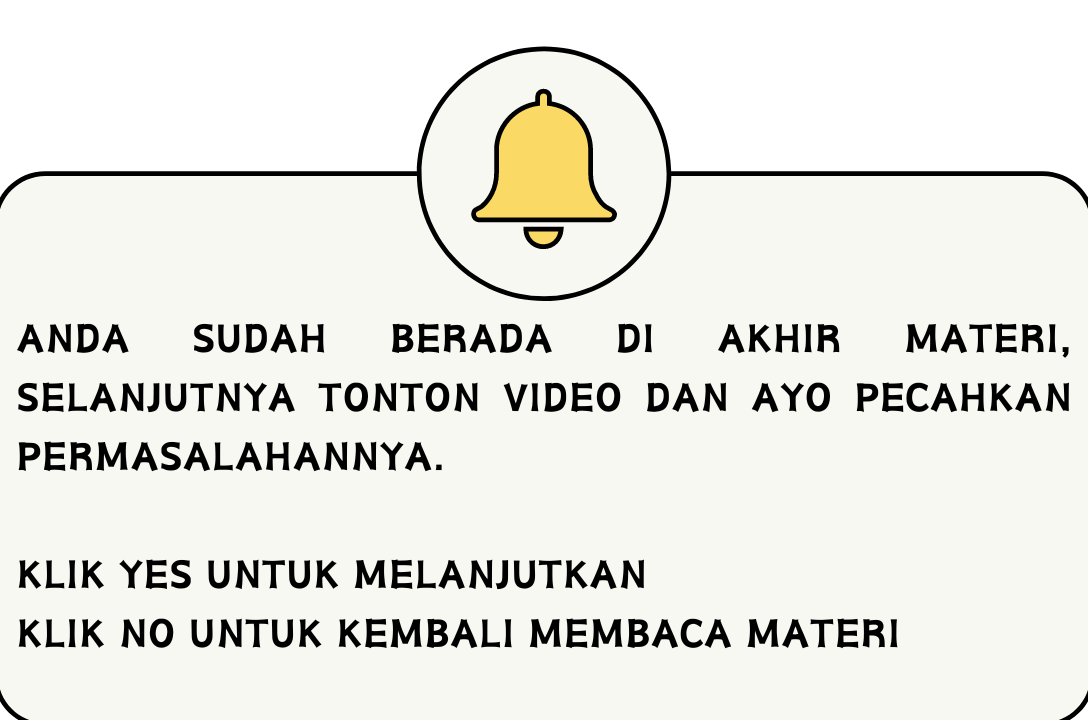 ANDA SUDAH BERADA DI AKHIR MATERI,
SELANJUTNYA TONTON VIDEO DAN AYO PECAHKAN
PERMASALAHANNYA.
KLIK YES UNTUK MELANJUTKAN
KLIK NO UNTUK KEMBALI MEMBACA MATERI